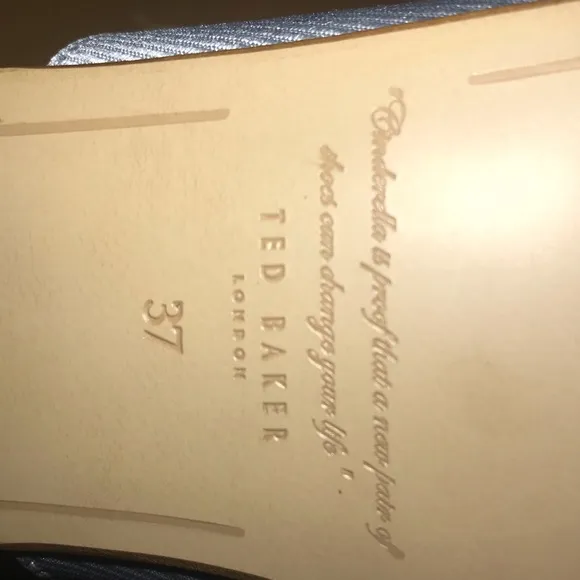 "Cinderella is proof that a new pair of
shoes can change your life".
TED BAKER
LONDON
37